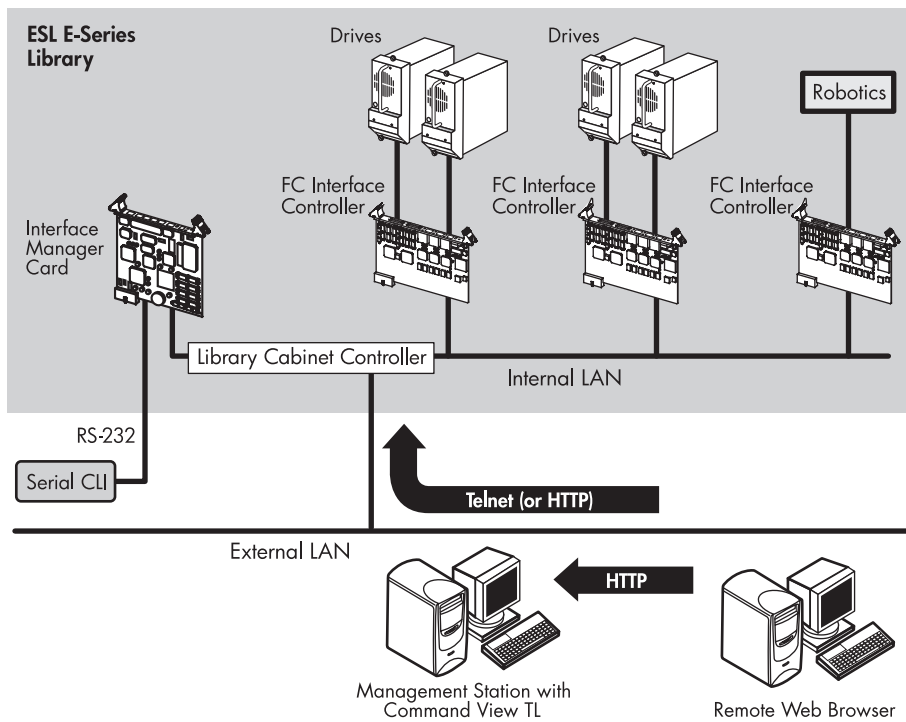 ESL E-Series
Library
Drives
Drives
Robotics
FC Interface
Controller
FC Interface
Controller
FC Interface
Controller
Interface
Manager
Card
Library Cabinet Controller
Internal LAN
RS-232
Serial CLI
Telnet (or HTTP)
External LAN
HTTP
Management Station with
Command View TL
Remote Web Browser